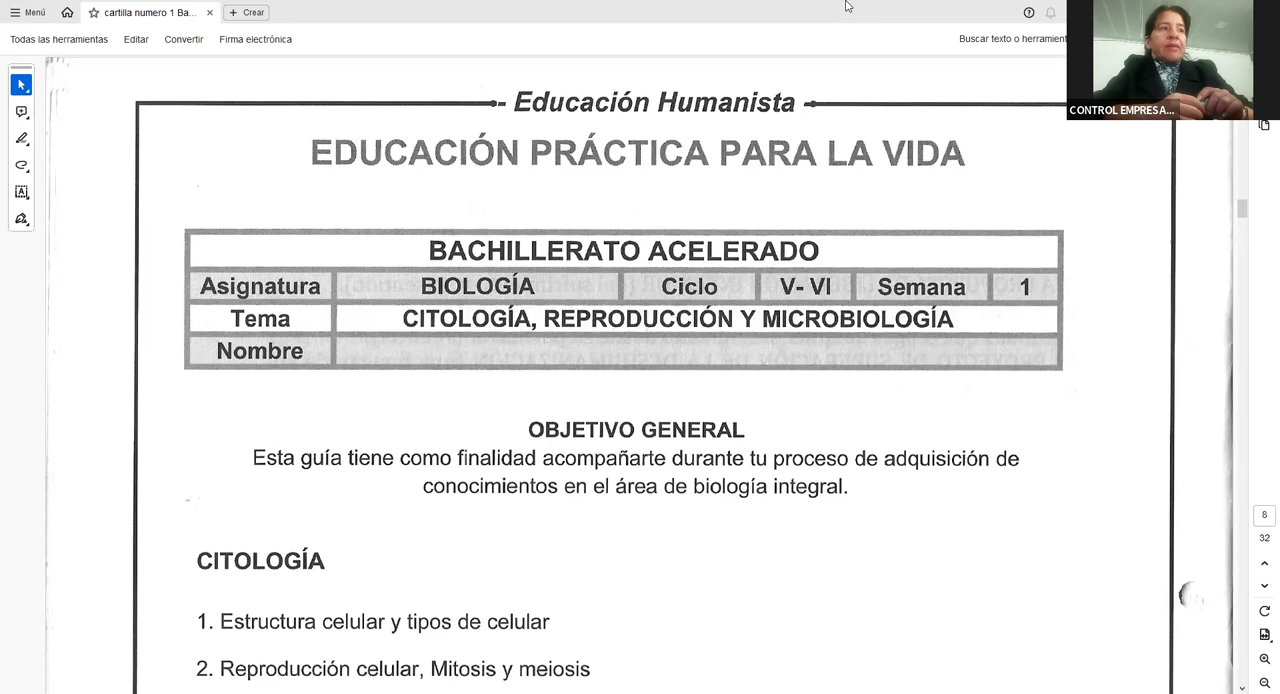 Menú
cartilla numero 1 Ba...
Crear
Todas las herramientas
Editar
Convertir
Firma electrónica
Buscar texto o herramient
CONTROL EMPRESA...
Educación Humanista
EDUCACIÓN PRÁCTICA PARA LA VIDA
BACHILLERATO ACELERADO
Asignatura BIOLOGÍA Ciclo V- VI Semana 1
Tema CITOLOGÍA, REPRODUCCIÓN Y MICROBIOLOGÍA
Nombre
OBJETIVO GENERAL
Esta guía tiene como finalidad acompañarte durante tu proceso de adquisición de
conocimientos en el área de biología integral.
CITOLOGÍA
1. Estructura celular y tipos de celular
2. Reproducción celular, Mitosis y meiosis
8
32